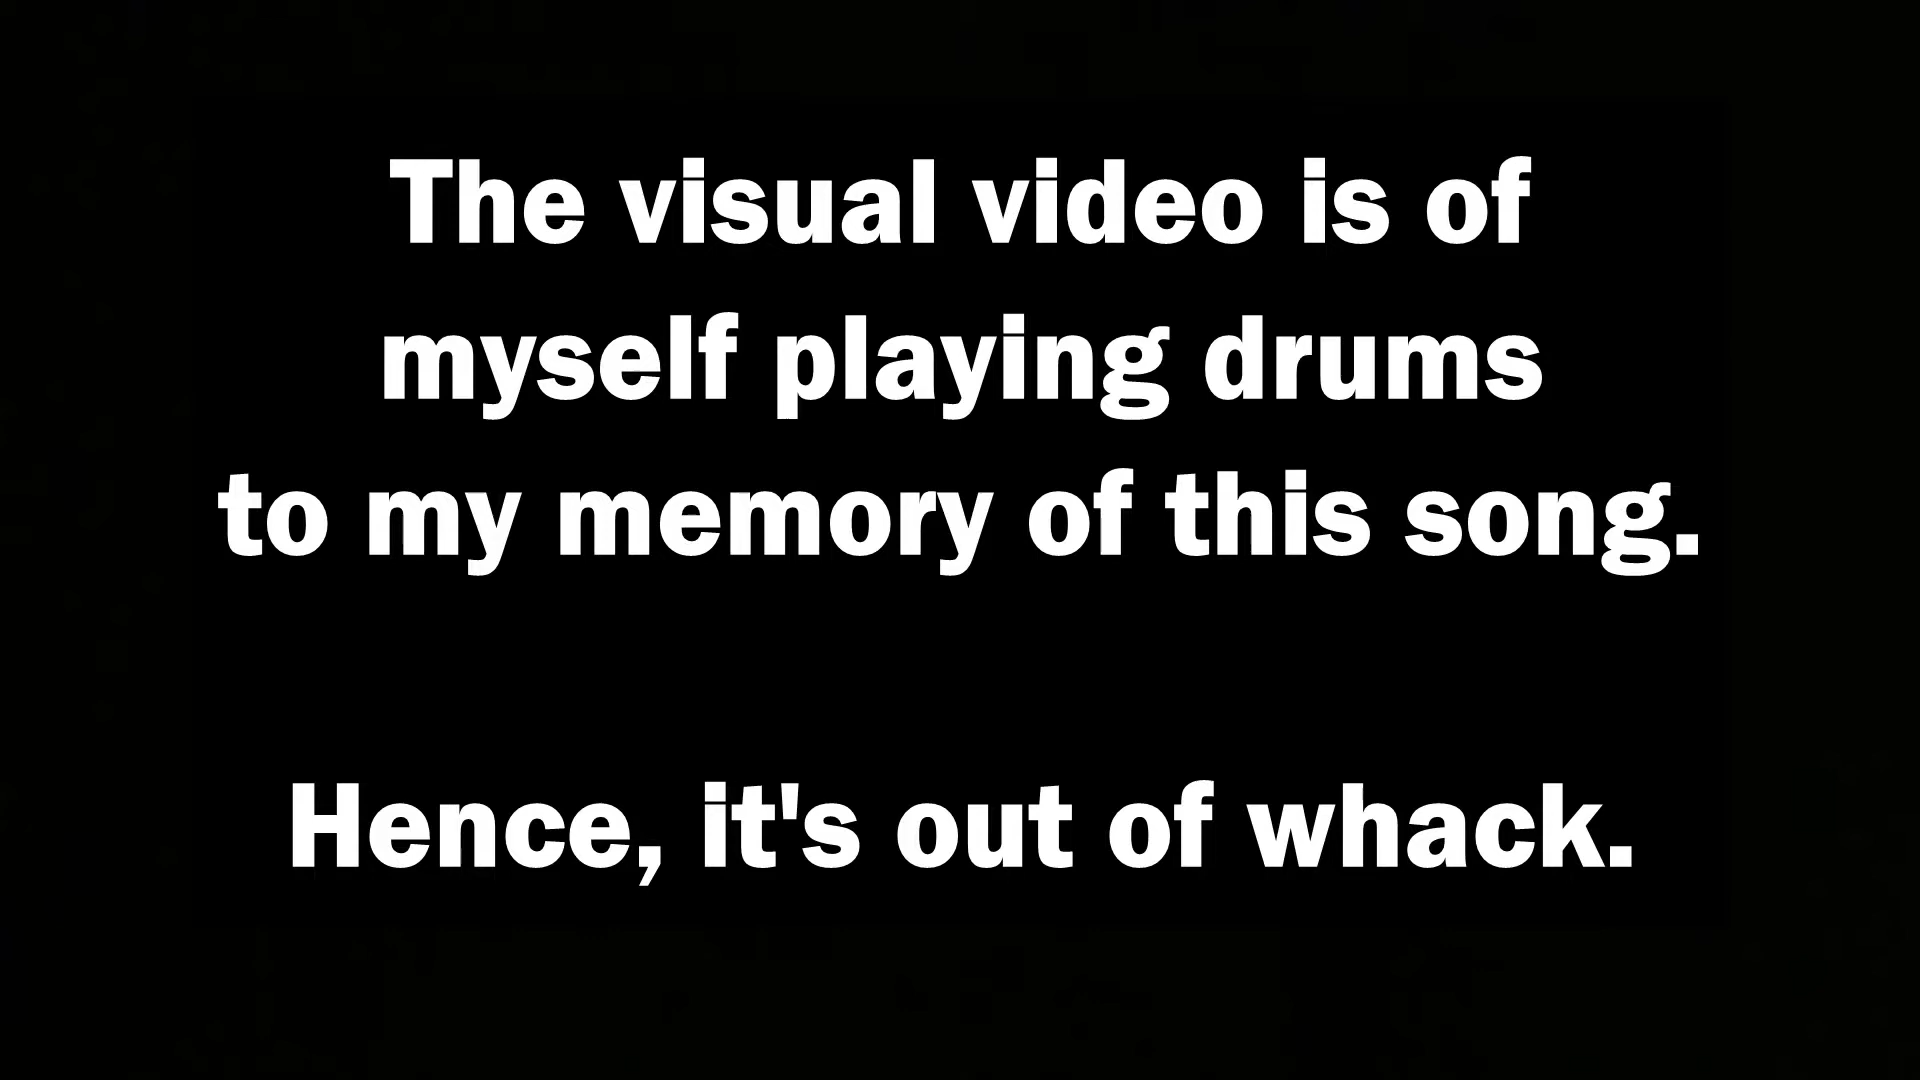 The visual video is of
myself playing drums
to my memory of this song.
Hence, it's out of whack.